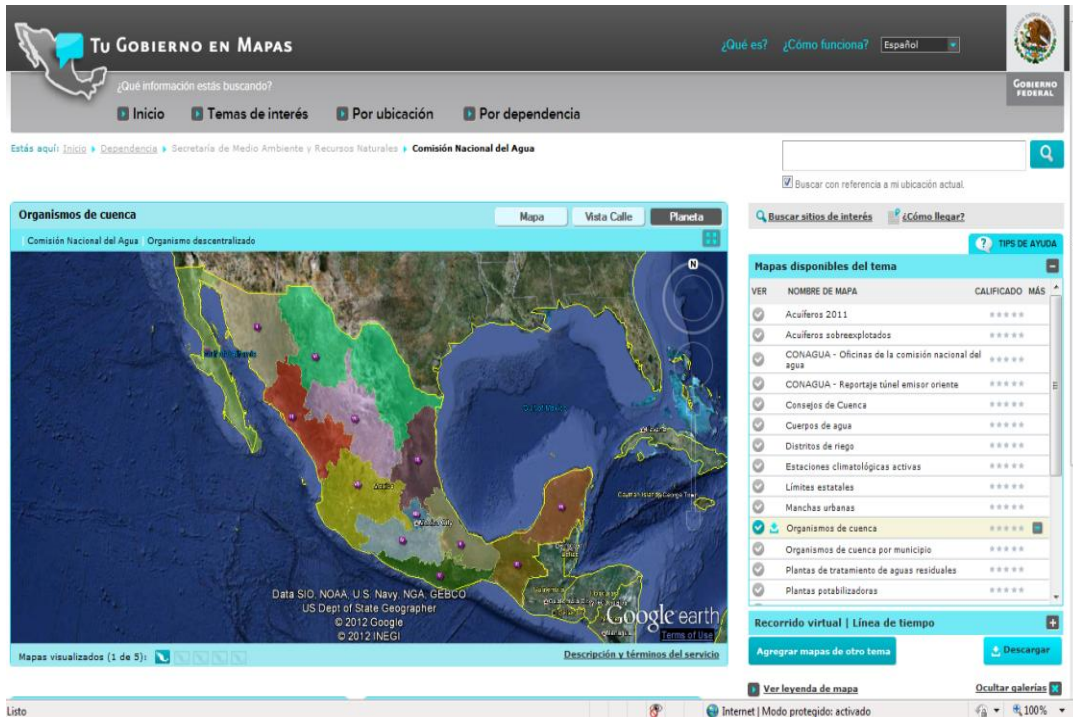 TU GOBIERNO EN MAPAS
¿Qué es? ¿Cómo funciona? Español
GOBIERNO
FEDERAL
¿Qué información estás buscando?
Inicio Temas de interés Por ubicación Por dependencia
Estás aquí: Inicio Dependencia Secretaría de Medio Ambiente y Recursos Naturales Comisión Nacional del Agua
Buscar con referencia a mi ubicación actual.
Organismos de cuenca Mapa Vista Calle Planeta
Comisión Nacional del Agua | Organismo descentralizado
N
Mexico
Mexico City
Gulf of Mexico
Data SIO, NOAA, U.S. Navy, NGA, GEBCO
US Dept of State Geographer
© 2012 Google
© 2012 INEGI
Google earth
Terms of Use
Mapas visualizados (1 de 5): Descripción y términos del servicio
Buscar sitios de interés ¿Cómo llegar?
TIPS DE AYUDA
Mapas disponibles del tema
VER NOMBRE DE MAPA CALIFICADO MÁS
Acuíferos 2011
Acuíferos sobreexplotados
CONAGUA - Oficinas de la comisión nacional del
agua
CONAGUA - Reportaje túnel emisor oriente
Consejos de Cuenca
Cuerpos de agua
Distritos de riego
Estaciones climatológicas activas
Límites estatales
Manchas urbanas
Organismos de cuenca
Organismos de cuenca por municipio
Plantas de tratamiento de aguas residuales
Plantas potabilizadoras
Recorrido virtual | Línea de tiempo
Agregrar mapas de otro tema Descargar
Ver leyenda de mapa Ocultar galerías
Listo Internet | Modo protegido: activado 100%